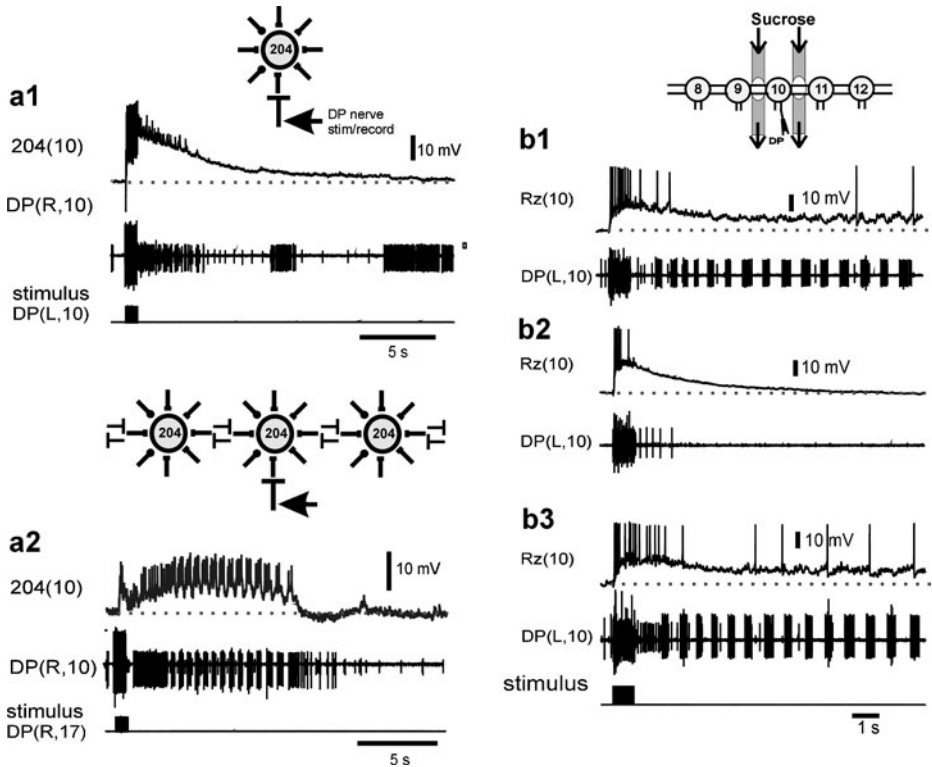 204
a1
DP nerve
stim/record
204(10)
10 mV
DP(R,10)
stimulus
DP(L,10)
5 s
204 204 204
a2
204(10)
10 mV
DP(R,10)
stimulus
DP(R,17)
5 s
Sucrose
8 9 10 11 12
DP
b1
Rz(10)
10 mV
DP(L,10)
b2
Rz(10)
10 mV
DP(L,10)
b3
Rz(10)
10 mV
DP(L,10)
stimulus
1 s